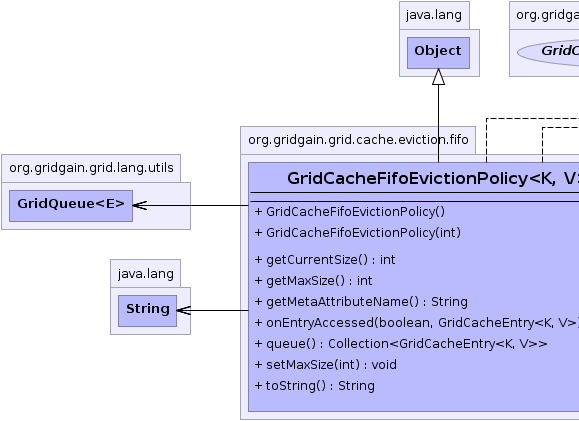 java.lang
org.gridga
Object
GridC
org.gridgain.grid.cache.eviction.fifo
org.gridgain.grid.lang.utils
GridCacheFifoEvictionPolicy<K, V>
GridQueue<E>
+ GridCacheFifoEvictionPolicy()
+ GridCacheFifoEvictionPolicy(int)
+ getCurrentSize() : int
java.lang
+ getMaxSize() : int
+ getMetaAttributeName() : String
String
+ onEntryAccessed(boolean, GridCacheEntry<K, V>)
+ queue() : Collection<GridCacheEntry<K, V>>
+ setMaxSize(int) : void
+ toString() : String